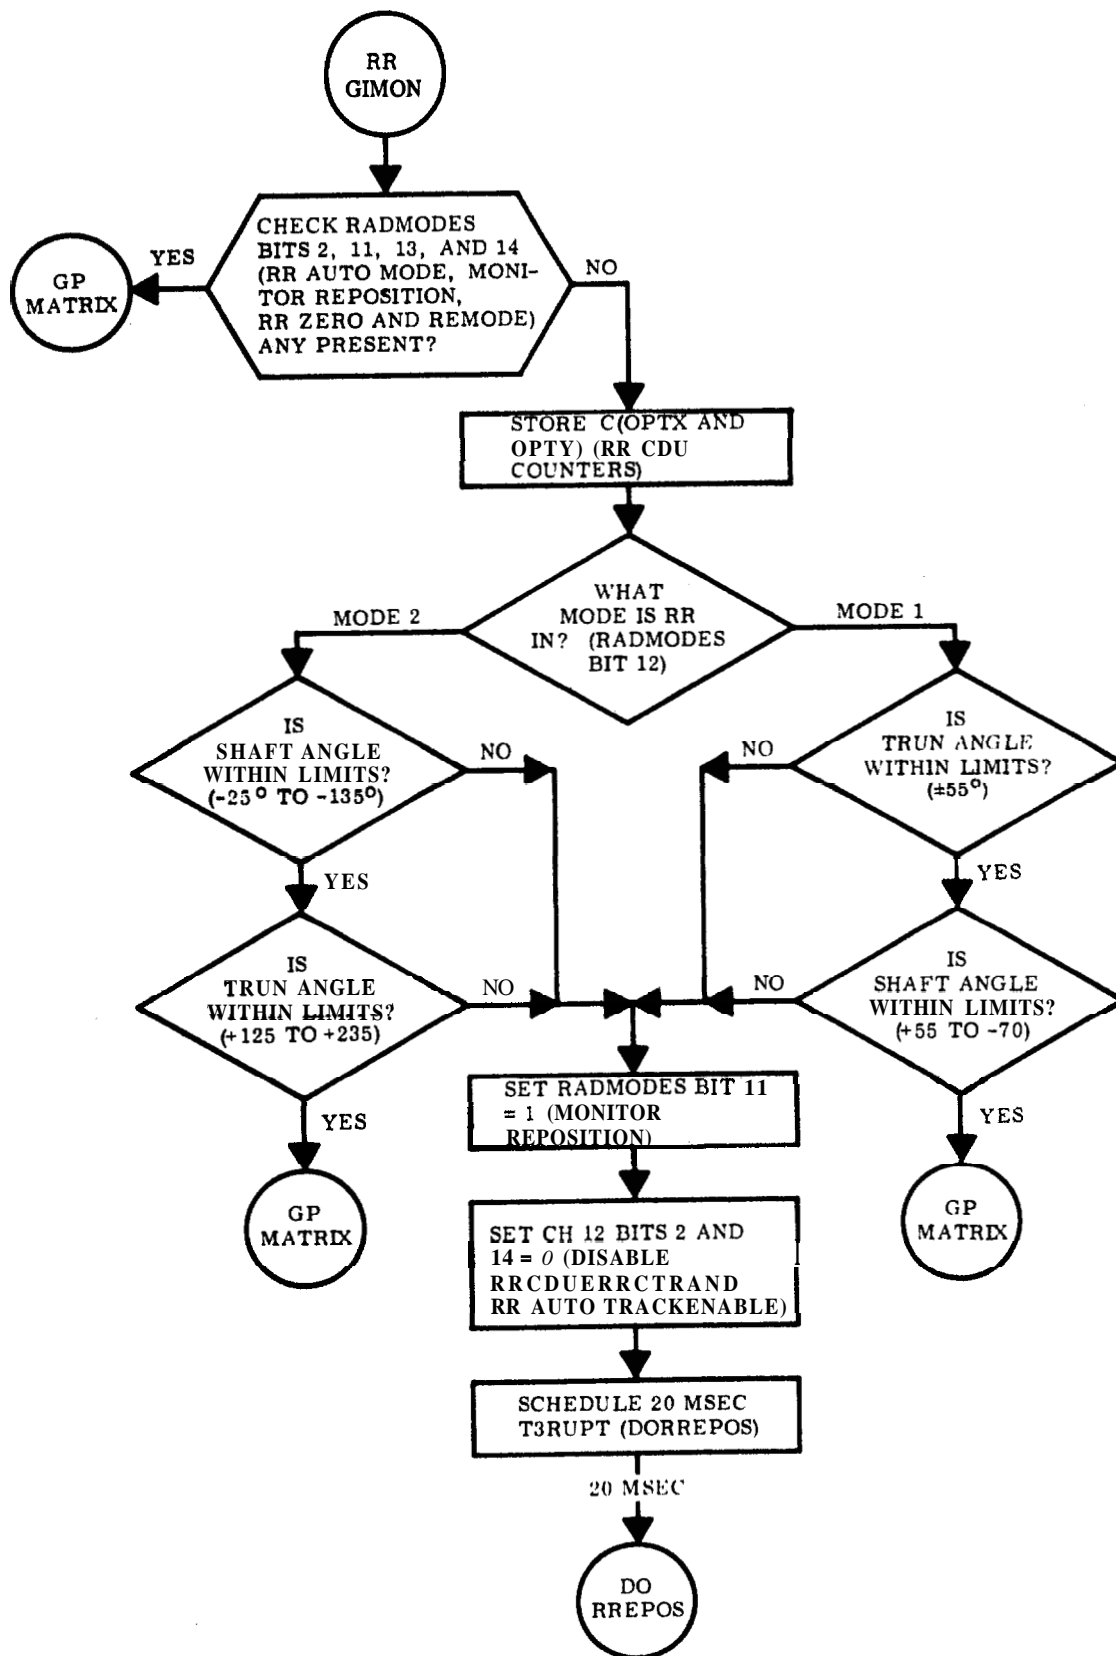 RR
GIMON
CHECK RADMODES
BITS 2, 11, 13, AND 14
(RR AUTO MODE, MONI-
TOR REPOSITION,
RR ZERO AND REMODE)
ANY PRESENT?
YES
GP
MATRIX
NO
STORE C(OPTX AND
OPTY) (RR CDU
COUNTERS)
WHAT
MODE IS RR
IN? (RADMODES
BIT 12)
MODE 2
MODE 1
IS
SHAFT ANGLE
WITHIN LIMITS?
(-25° TO -135°)
NO
YES
IS
TRUN ANGLE
WITHIN LIMITS?
(±55°)
NO
YES
IS
TRUN ANGLE
WITHIN LIMITS?
(+125 TO +235)
NO
YES
IS
SHAFT ANGLE
WITHIN LIMITS?
(+55 TO -70)
NO
YES
GP
MATRIX
GP
MATRIX
SET RADMODES BIT 11
= 1 (MONITOR
REPOSITION)
SET CH 12 BITS 2 AND
14 = 0 (DISABLE
RRCDUERRCTRAND
RR AUTO TRACKENABLE)
SCHEDULE 20 MSEC
T3RUPT (DORREPOS)
20 MSEC
DO
RREPOS